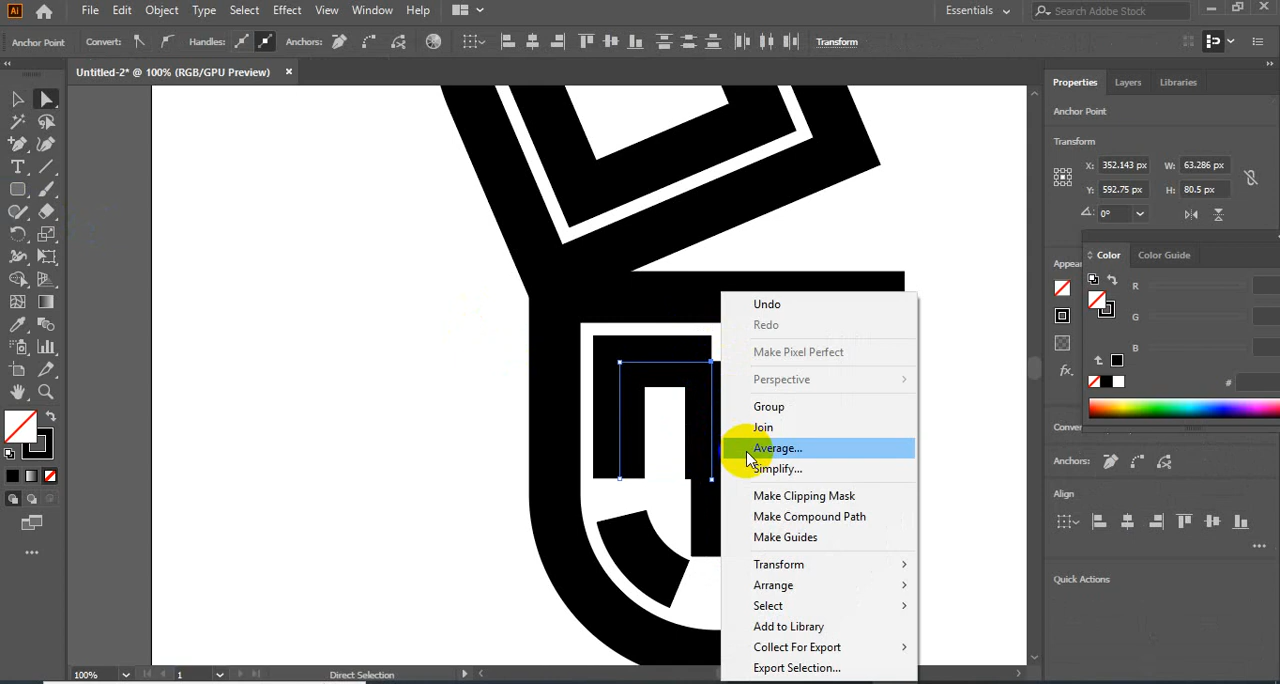 Ai File Edit Object Type Select Effect View Window Help Essentials Search Adobe Stock
Anchor Point Convert: Handles: Anchors: Transform
Untitled-2* @ 100% (RGB/GPU Preview) × Properties Layers Libraries
Anchor Point
Transform
X: 352.143 px W: 63.286 px
Y: 592.75 px H: 80.5 px
0°
Color Color Guide
Appea
R
G
B
#
fx
Undo
Redo
Make Pixel Perfect
Perspective
Group
Join
Average...
Simplify...
Make Clipping Mask
Make Compound Path
Make Guides
Transform
Arrange
Select
Add to Library
Collect For Export
Export Selection...
Conver
Anchors:
Align
Quick Actions
100% 1 Direct Selection